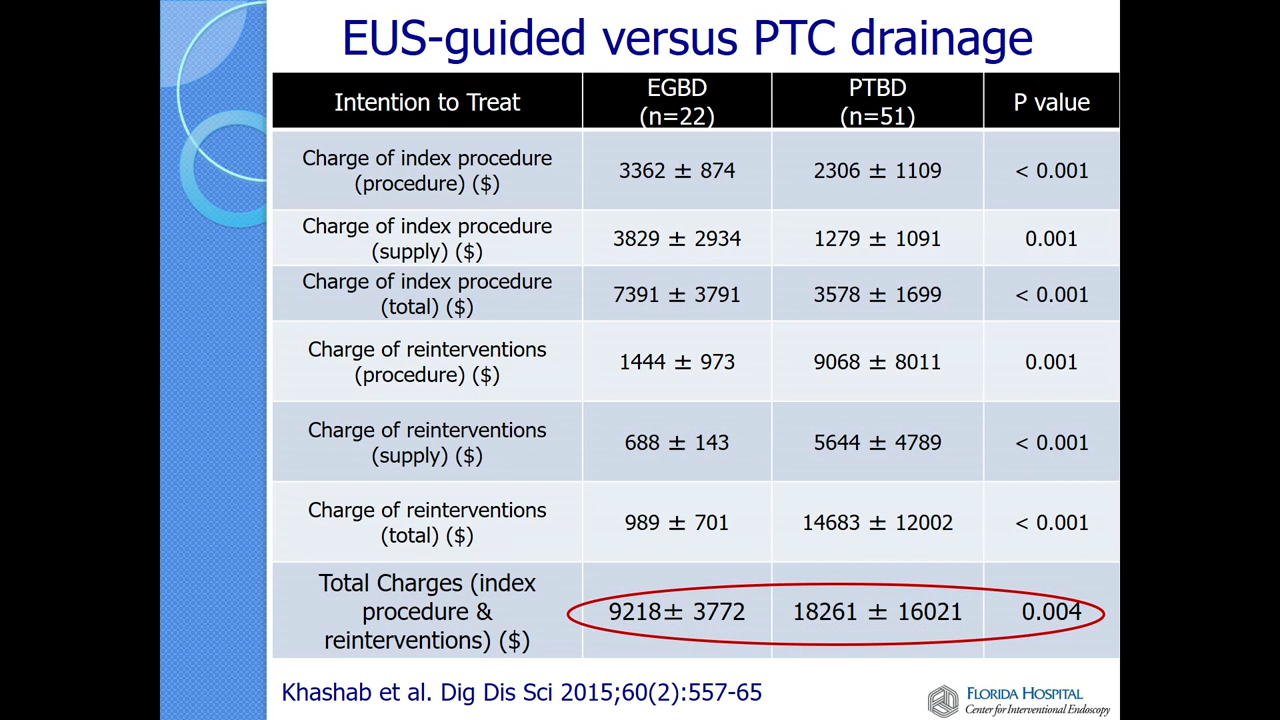 EUS-guided versus PTC drainage
Intention to Treat
EGBD
(n=22)
PTBD
(n=51)
P value
Charge of index procedure
(procedure) ($)
3362 ± 874
2306 ± 1109
< 0.001
Charge of index procedure
(supply) ($)
3829 ± 2934
1279 ± 1091
0.001
Charge of index procedure
(total) ($)
7391 ± 3791
3578 ± 1699
< 0.001
Charge of reinterventions
(procedure) ($)
1444 ± 973
9068 ± 8011
0.001
Charge of reinterventions
(supply) ($)
688 ± 143
5644 ± 4789
< 0.001
Charge of reinterventions
(total) ($)
989 ± 701
14683 ± 12002
< 0.001
Total Charges (index
procedure &
reinterventions) ($)
9218± 3772
18261 ± 16021
0.004
Khashab et al. Dig Dis Sci 2015;60(2):557-65
FLORIDA HOSPITAL
Center for Interventional Endoscopy